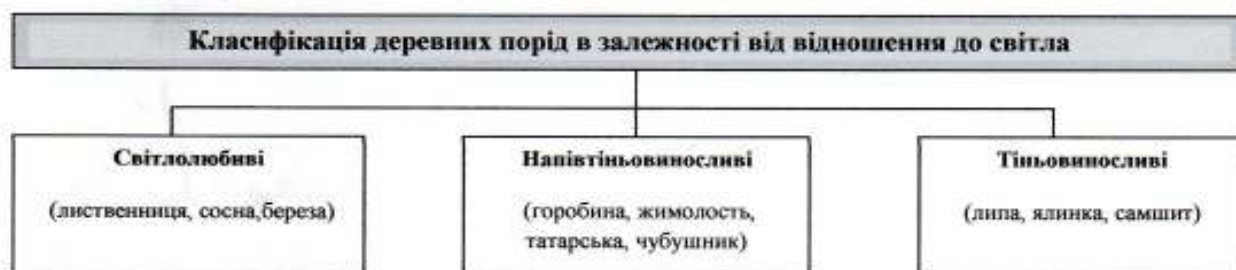 Класифікація деревних порід в залежності від відношення до світла
Світлолюбиві
(лиственниця, сосна,береза)
Напівтіньовиносливі
(горобина, жимолость,
татарська, чубушник)
Тіньовиносливі
(липа, ялинка, самшит)